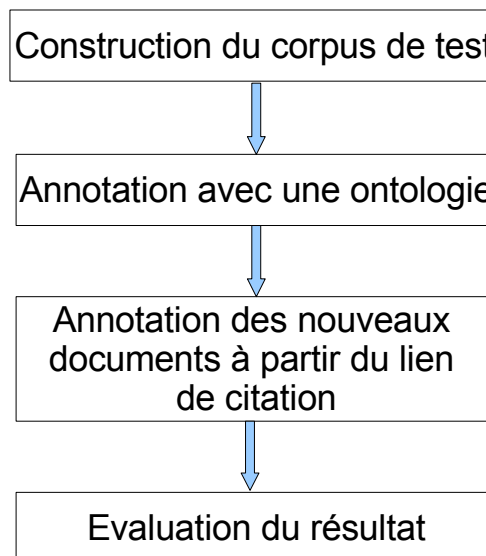 Construction du corpus de test
Annotation avec une ontologie
Annotation des nouveaux
documents à partir du lien
de citation
Evaluation du résultat